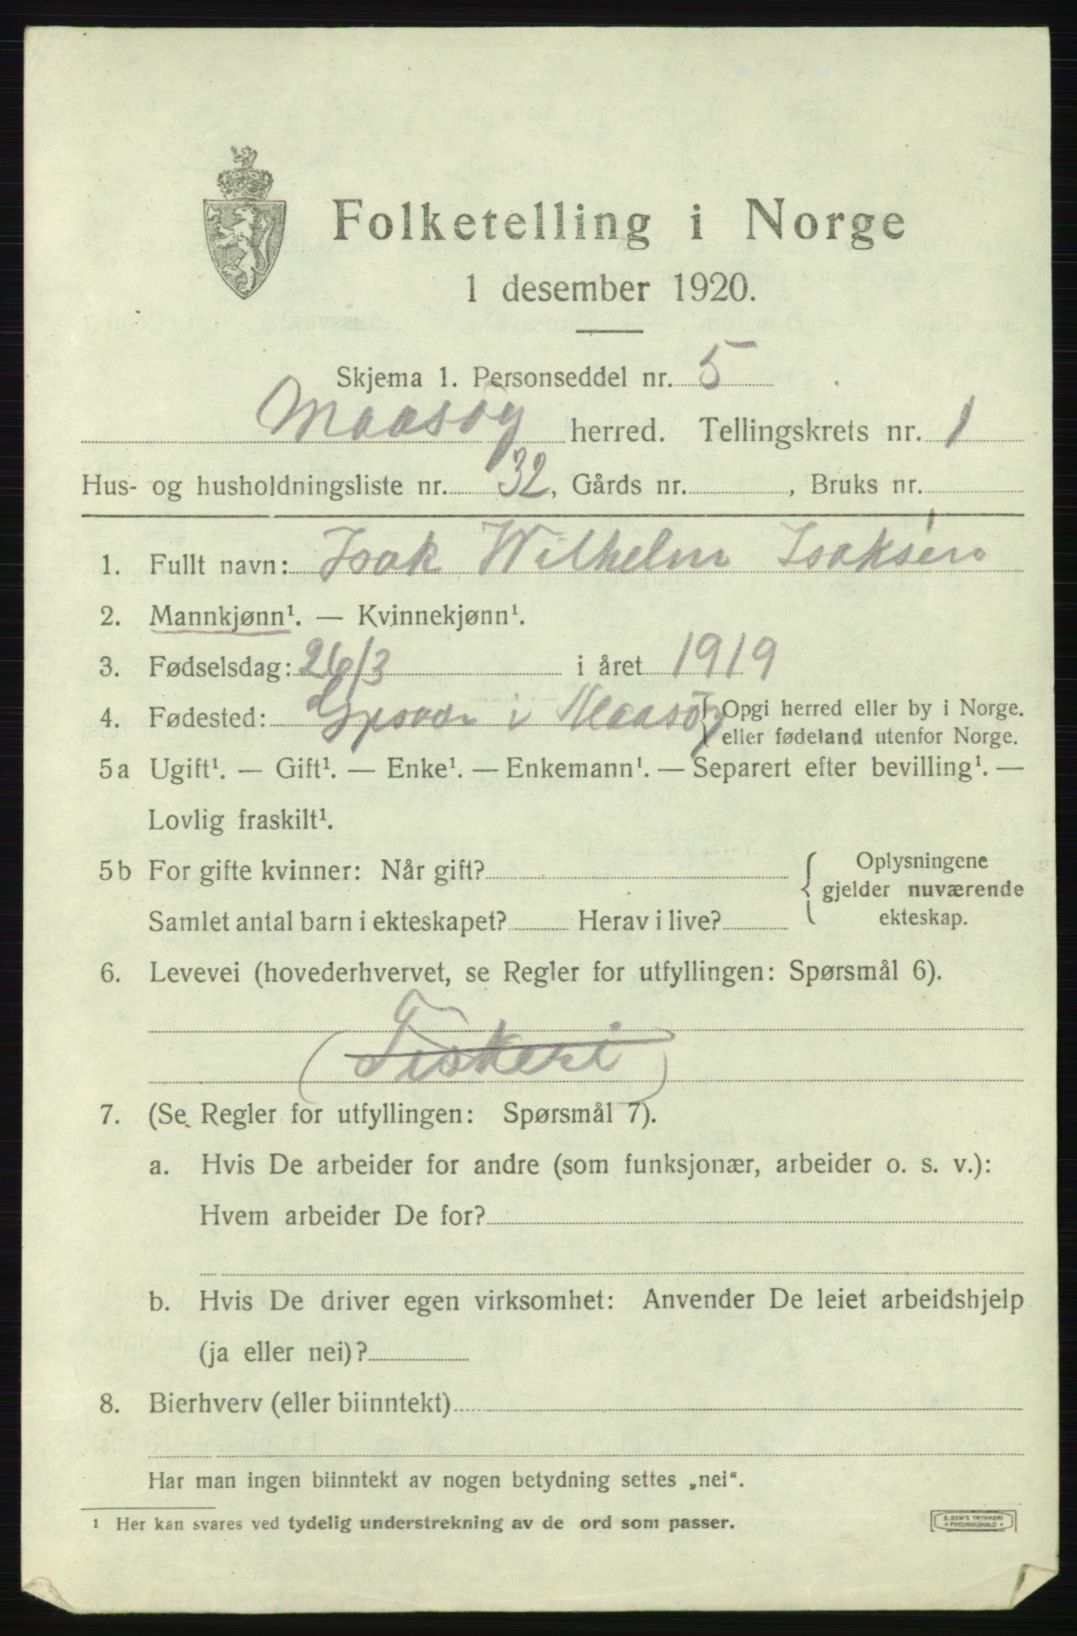 Folketelling i Norge
1 desember 1920.
Skjema 1. Personseddel nr. 5
Maasøy herred. Tellingskrets nr. 1
Hus- og husholdningsliste nr. 32, Gårds nr. , Bruks nr.
1. Fullt navn: Isak Wilhelm Isaksen
2. Mannkjønn¹. — Kvinnekjønn¹.
3. Fødselsdag: 26/3 i året 1919
4. Fødested: i Maasøy {Opgi herred eller by i Norge.
eller fødeland utenfor Norge.
5a Ugift¹. — Gift¹. — Enke¹. — Enkemann¹. — Separert efter bevilling¹. —
Lovlig fraskilt¹.
5b For gifte kvinner: Når gift? { Oplysningene
gjelder nuværende
Samlet antal barn i ekteskapet? Herav i live? ekteskap.
6. Levevei (hovederhvervet, se Regler for utfyllingen: Spørsmål 6).
(Fiskeri)
7. (Se Regler for utfyllingen: Spørsmål 7).
a. Hvis De arbeider for andre (som funksjonær, arbeider o. s. v.):
Hvem arbeider De for?
b. Hvis De driver egen virksomhet: Anvender De leiet arbeidshjelp
(ja eller nei)?
8. Bierhverv (eller biinntekt)
Har man ingen biinntekt av nogen betydning settes „nei“.
¹ Her kan svares ved tydelig understrekning av de ord som passer.
E. SEM'S TRYKKERI
• FREDRIKSHALD •